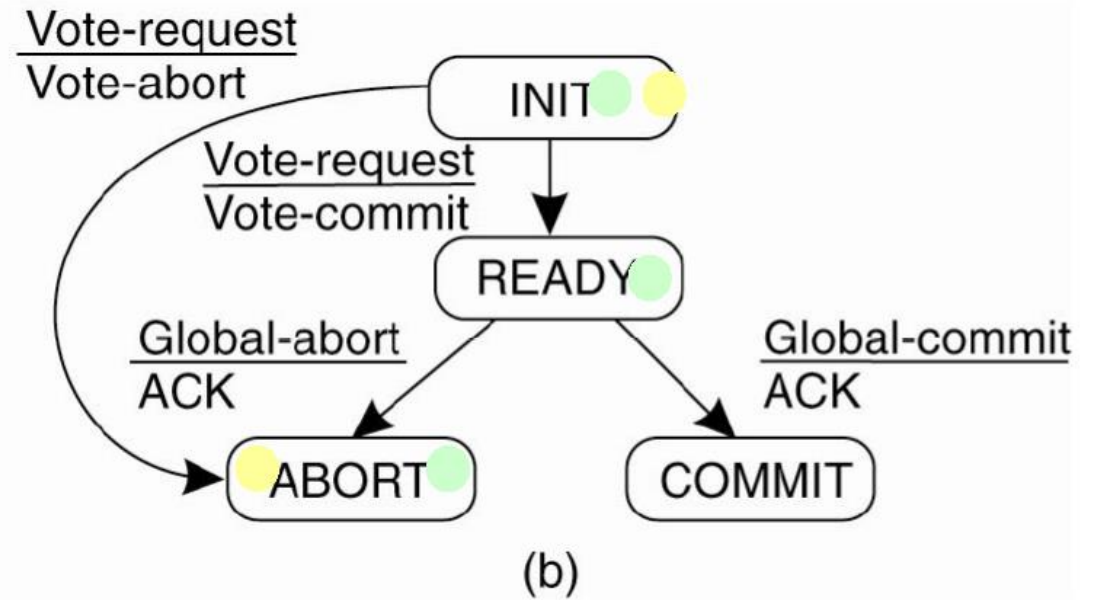 Vote-request
Vote-abort
INIT
Vote-request
Vote-commit
READY
Global-abort
ACK
Global-commit
ACK
ABORT
COMMIT
(b)